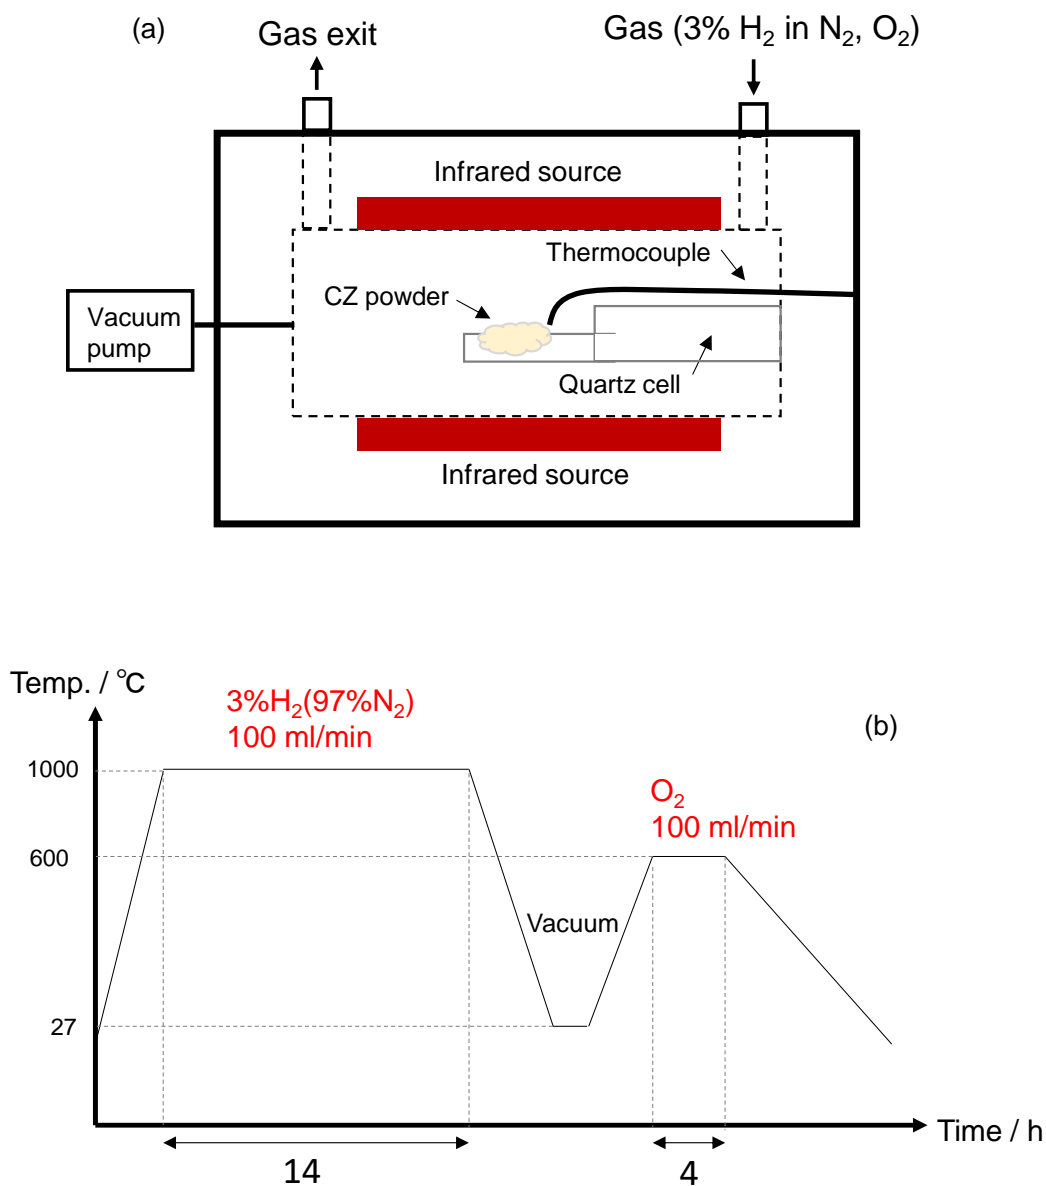 (a)
Gas exit
Gas (3% H₂ in N₂, O₂)
Infrared source
Thermocouple
CZ powder
Vacuum
pump
Quartz cell
Infrared source
Temp. / ℃
(b)
3%H₂(97%N₂)
100 ml/min
1000
O₂
100 ml/min
600
Vacuum
27
Time / h
14
4